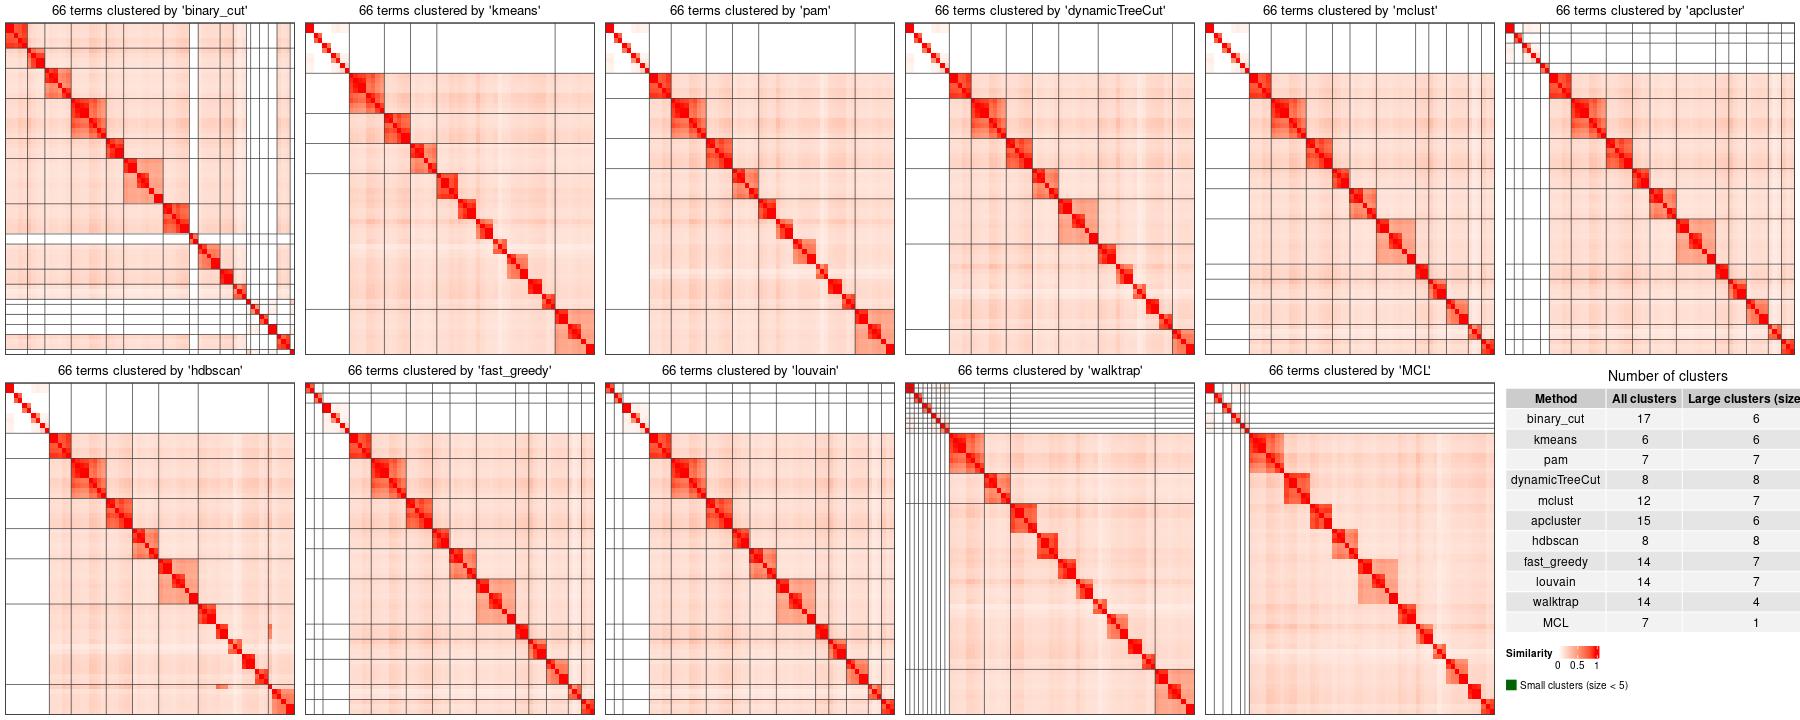 66 terms clustered by 'binary_cut'
66 terms clustered by 'kmeans'
66 terms clustered by 'pam'
66 terms clustered by 'dynamicTreeCut'
66 terms clustered by 'mclust'
66 terms clustered by 'apcluster'
66 terms clustered by 'hdbscan'
66 terms clustered by 'fast_greedy'
66 terms clustered by 'louvain'
66 terms clustered by 'walktrap'
66 terms clustered by 'MCL'
Number of clusters
Method All clusters Large clusters (size
binary_cut 17 6
kmeans 6 6
pam 7 7
dynamicTreeCut 8 8
mclust 12 7
apcluster 15 6
hdbscan 8 8
fast_greedy 14 7
louvain 14 7
walktrap 14 4
MCL 7 1
Similarity
0 0.5 1
Small clusters (size < 5)